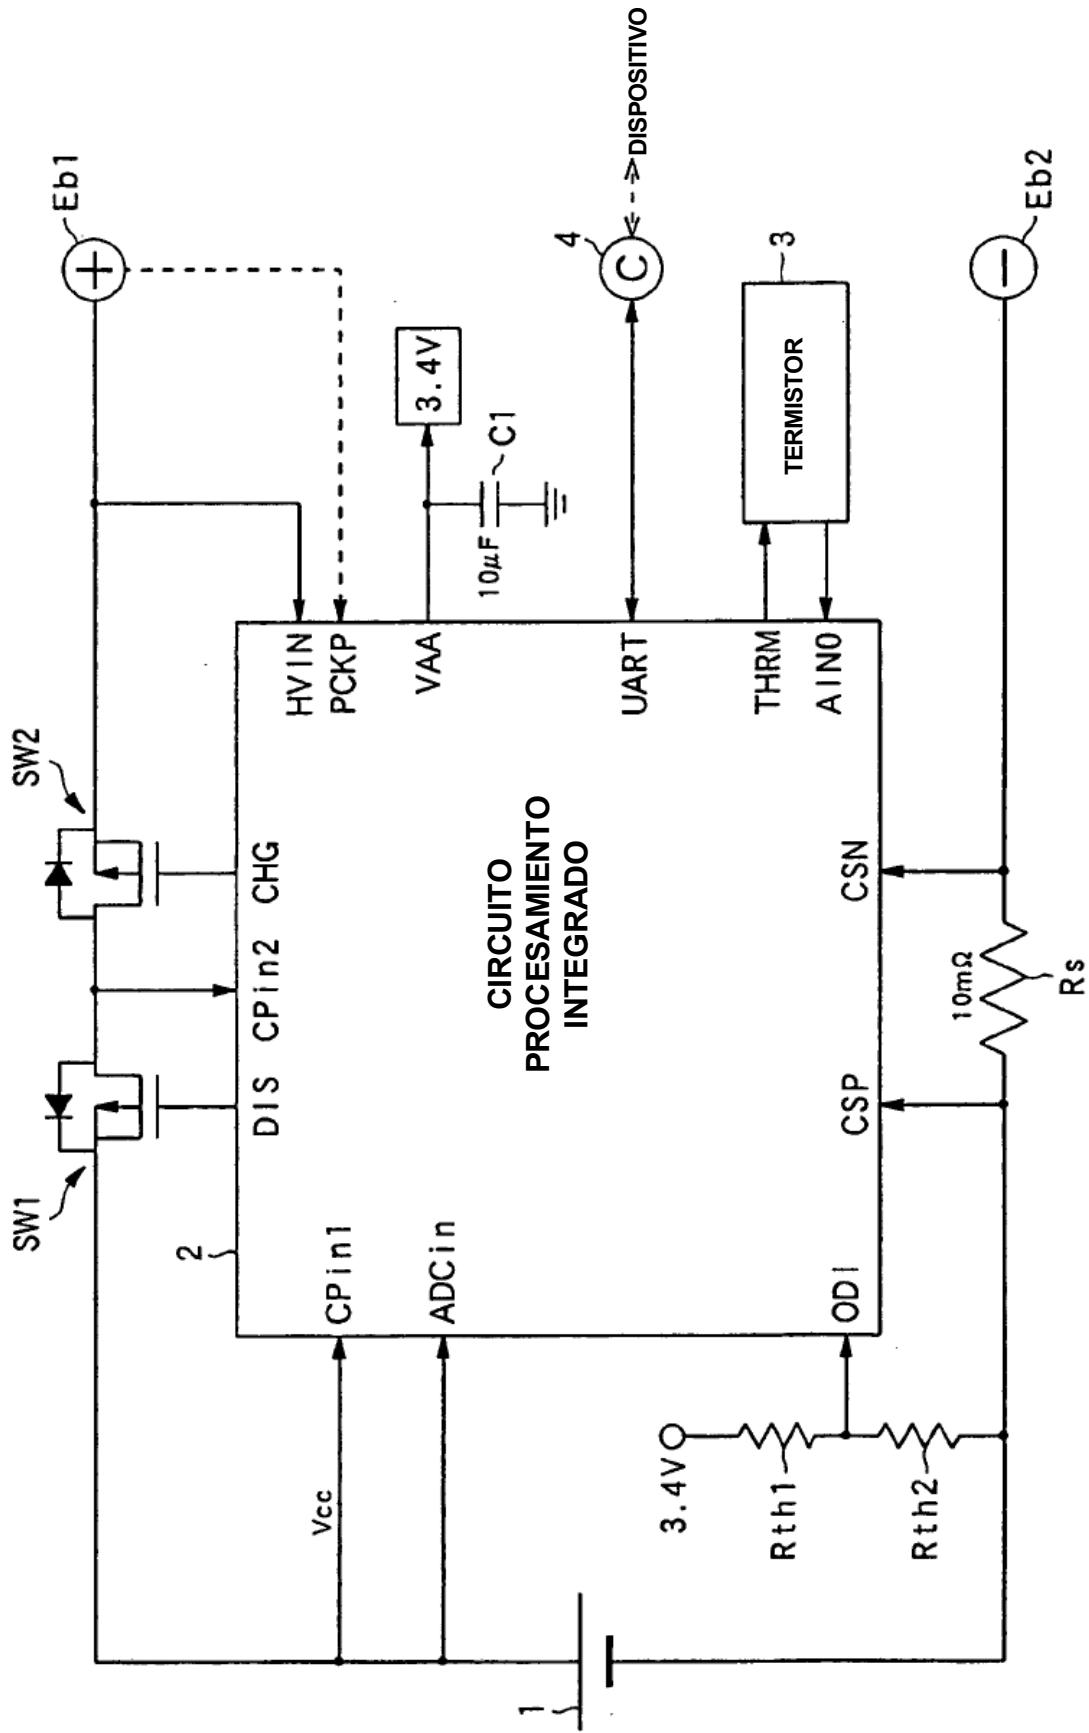 SW1
SW2
Eb1
2
DIS
CPin2
CHG
Vcc
CPin1
HVIN
PCKP
ADCin
VAA
3.4V
10μF
C1
1
CIRCUITO
PROCESAMIENTO
INTEGRADO
UART
4
C
DISPOSITIVO
3.4V
Rth1
THRM
TERMISTOR
3
ODI
AIN0
Rth2
CSP
CSN
10mΩ
Rs
Eb2